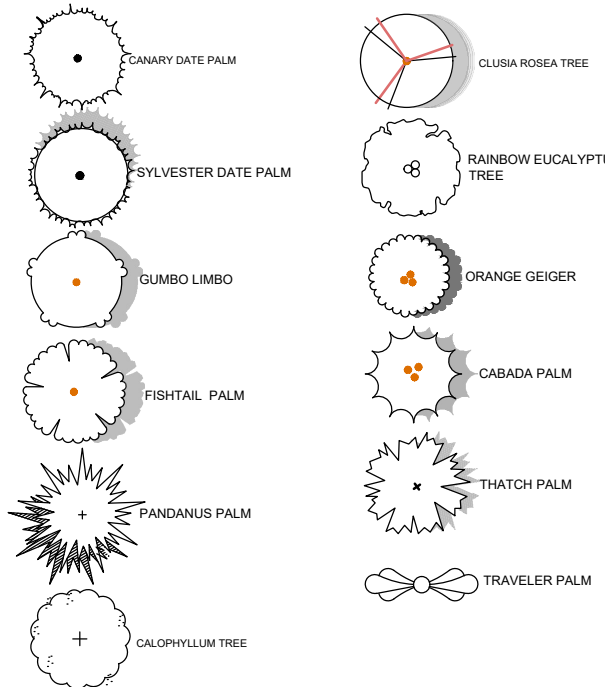 CANARY DATE PALM
SYLVESTER DATE PALM
GUMBO LIMBO
FISHTAIL PALM
PANDANUS PALM
CALOPHYLLUM TREE
CLUSIA ROSEA TREE
RAINBOW EUCALYPTU
TREE
ORANGE GEIGER
CABADA PALM
THATCH PALM
TRAVELER PALM